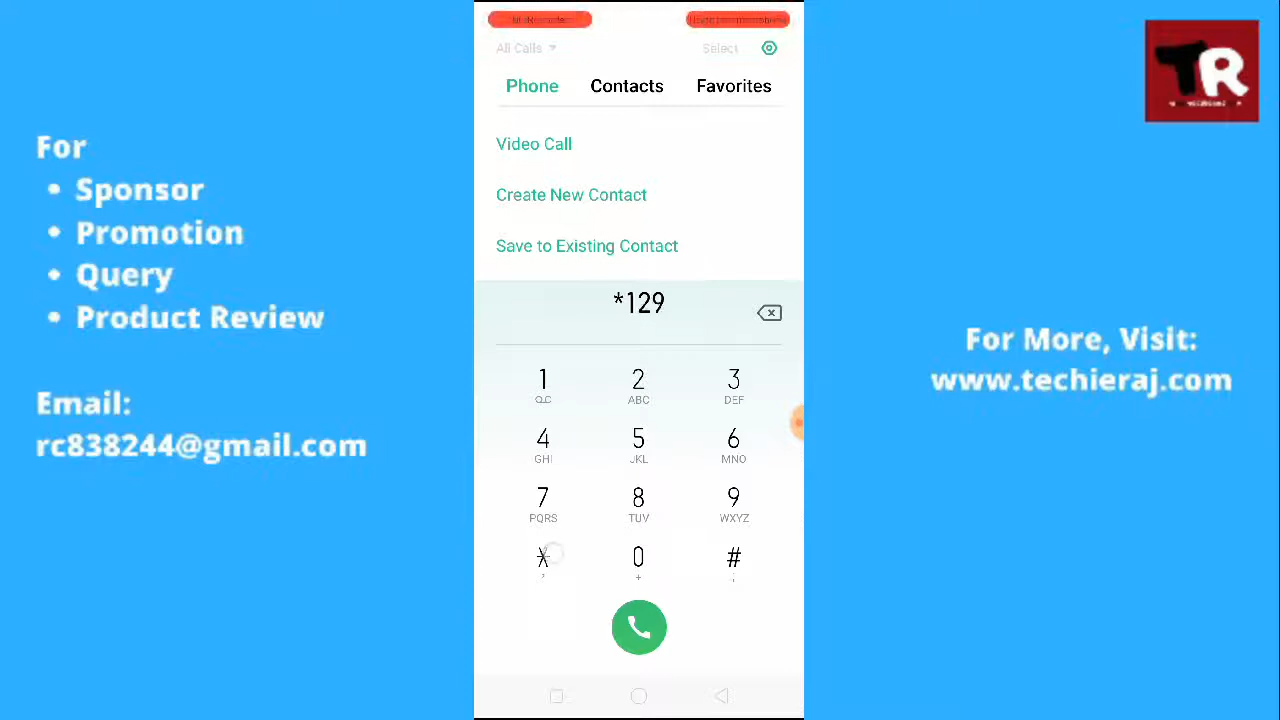 All Calls
Select
Phone Contacts Favorites
Video Call
Create New Contact
Save to Existing Contact
*129
1 2 3
ABC DEF
4 5 6
GHI JKL MNO
7 8 9
PQRS TUV WXYZ
* 0 #
, + ;
For
• Sponsor
• Promotion
• Query
• Product Review
Email:
rc838244@gmail.com
TR
For More, Visit:
www.techieraj.com